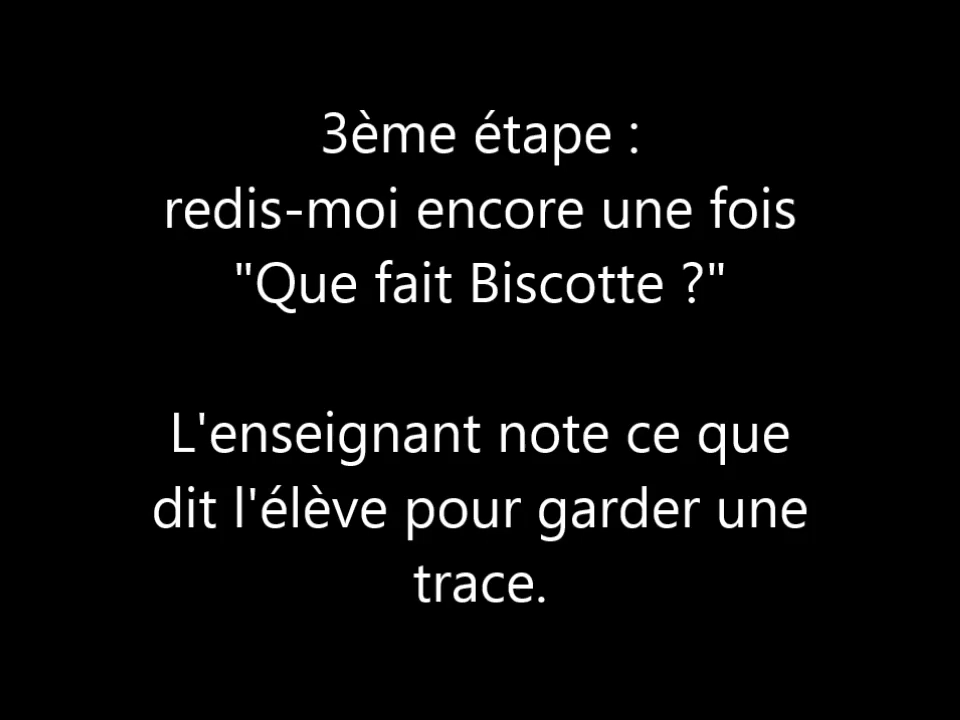 3ème étape :
redis-moi encore une fois
"Que fait Biscotte ?"
L'enseignant note ce que
dit l'élève pour garder une
trace.